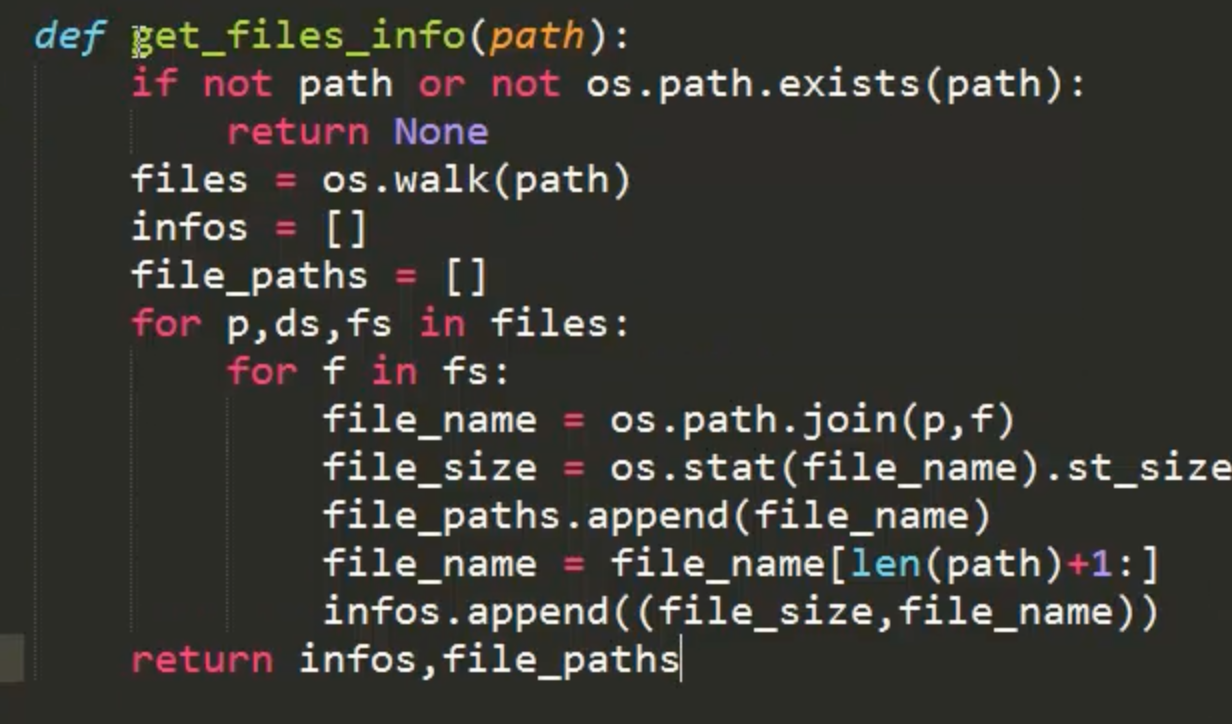 def get_files_info(path):
    if not path or not os.path.exists(path):
        return None
    files = os.walk(path)
    infos = []
    file_paths = []
    for p,ds,fs in files:
        for f in fs:
            file_name = os.path.join(p,f)
            file_size = os.stat(file_name).st_size
            file_paths.append(file_name)
            file_name = file_name[len(path)+1:]
            infos.append((file_size,file_name))
    return infos,file_paths